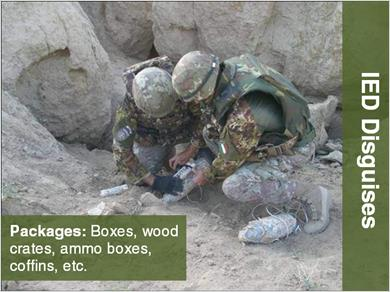 IED Disguises
Packages: Boxes, wood
crates, ammo boxes,
coffins, etc.